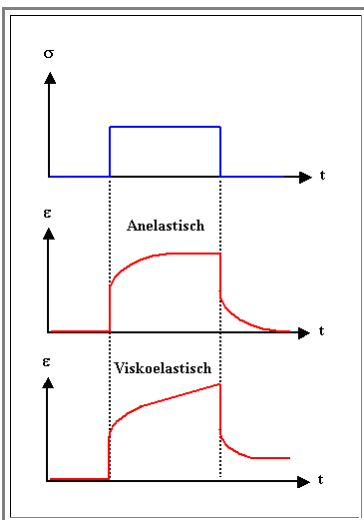 σ
t
ε
Anelastisch
t
ε
Viskoelastisch
t